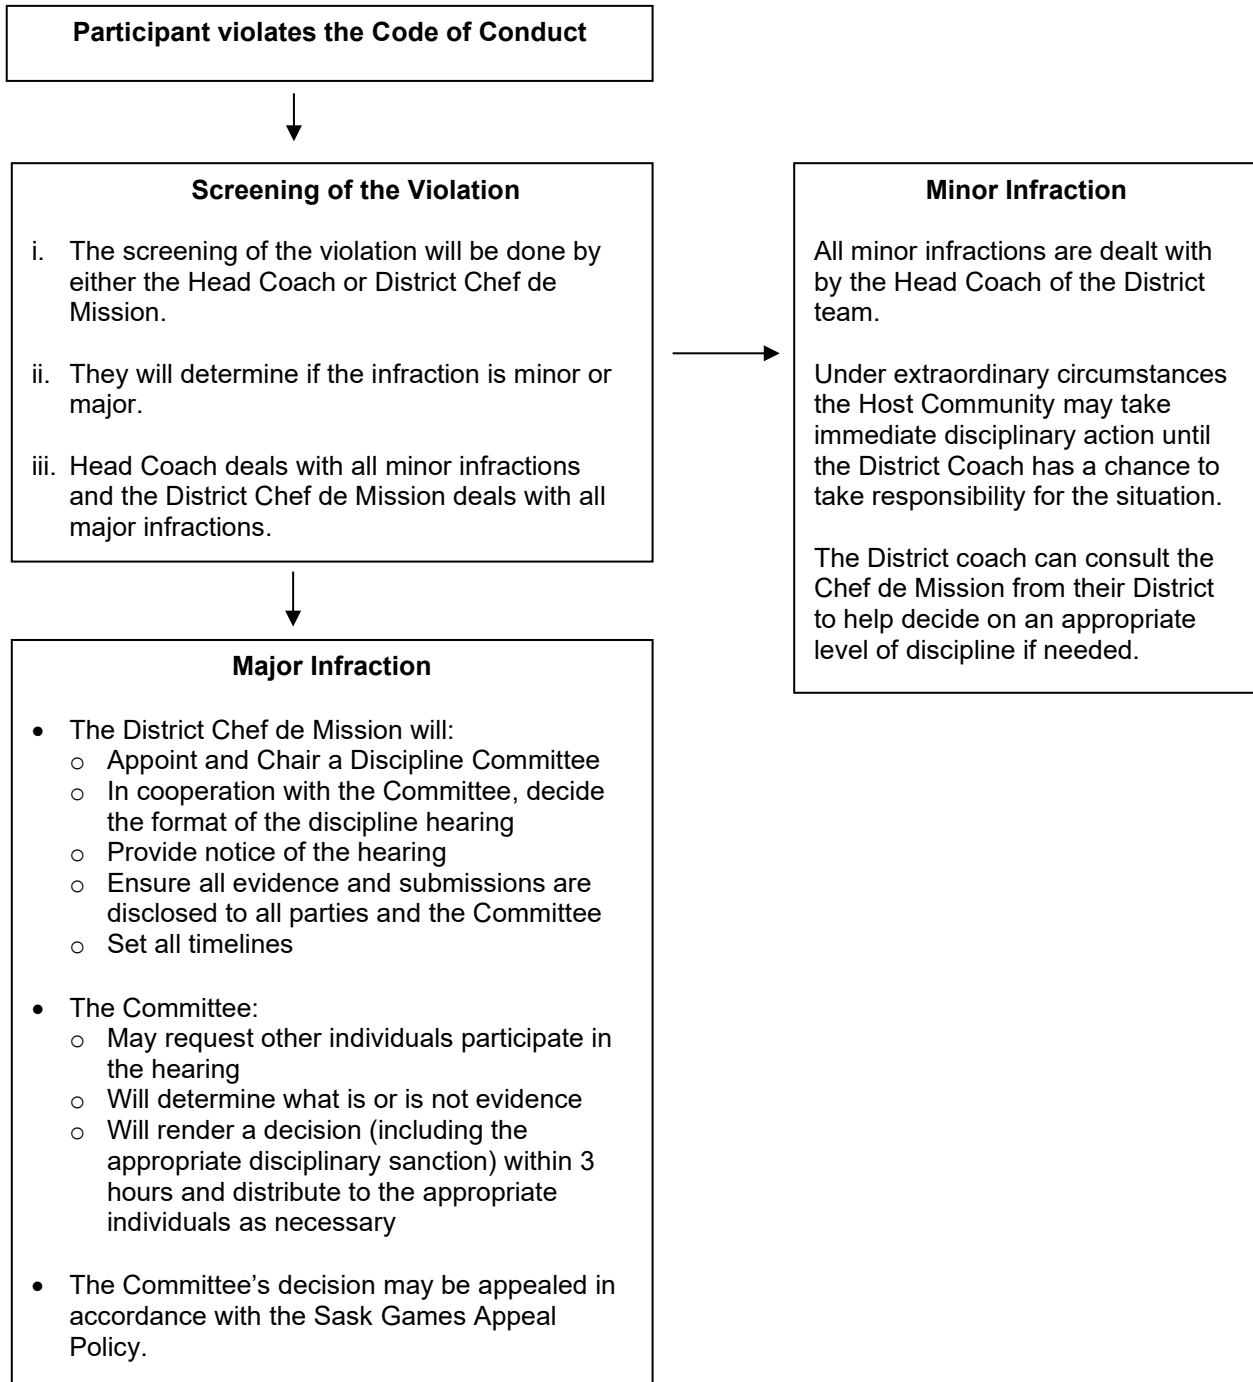 Participant violates the Code of Conduct
Screening of the Violation
i. The screening of the violation will be done by
either the Head Coach or District Chef de
Mission.
ii. They will determine if the infraction is minor or
major.
iii. Head Coach deals with all minor infractions
and the District Chef de Mission deals with all
major infractions.
Minor Infraction
All minor infractions are dealt with
by the Head Coach of the District
team.
Under extraordinary circumstances
the Host Community may take
immediate disciplinary action until
the District Coach has a chance to
take responsibility for the situation.
The District coach can consult the
Chef de Mission from their District
to help decide on an appropriate
level of discipline if needed.
Major Infraction
• The District Chef de Mission will:
o Appoint and Chair a Discipline Committee
o In cooperation with the Committee, decide
the format of the discipline hearing
o Provide notice of the hearing
o Ensure all evidence and submissions are
disclosed to all parties and the Committee
o Set all timelines
• The Committee:
o May request other individuals participate in
the hearing
o Will determine what is or is not evidence
o Will render a decision (including the
appropriate disciplinary sanction) within 3
hours and distribute to the appropriate
individuals as necessary
• The Committee’s decision may be appealed in
accordance with the Sask Games Appeal
Policy.